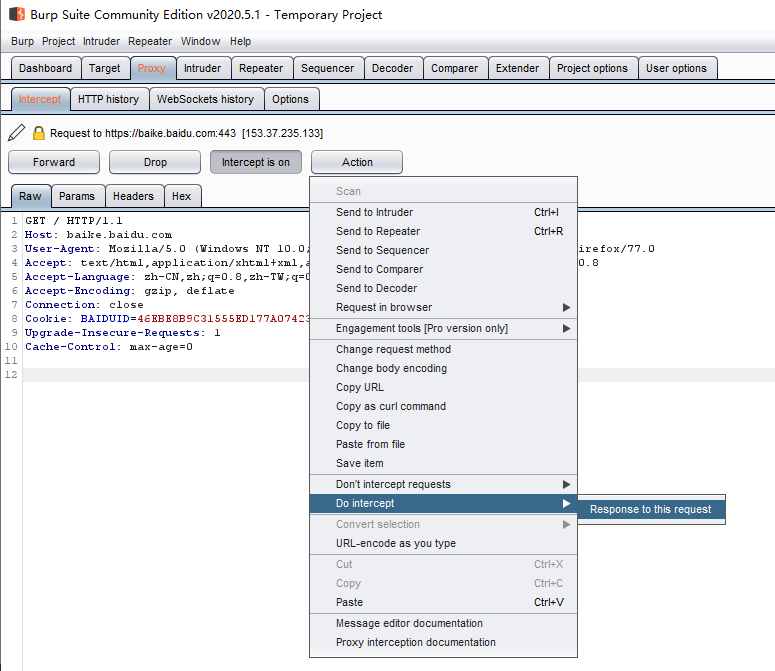 Burp Suite Community Edition v2020.5.1 - Temporary Project
Burp Project Intruder Repeater Window Help
Dashboard Target Proxy Intruder Repeater Sequencer Decoder Comparer Extender Project options User options
Intercept HTTP history WebSockets history Options
Request to https://baike.baidu.com:443 [153.37.235.133]
Forward Drop Intercept is on Action
Raw Params Headers Hex
1 GET / HTTP/1.1
2 Host: baike.baidu.com
3 User-Agent: Mozilla/5.0 (Windows NT 10.0; irefox/77.0
4 Accept: text/html,application/xhtml+xml,a 0.8
5 Accept-Language: zh-CN,zh;q=0.8,zh-TW;q=0
6 Accept-Encoding: gzip, deflate
7 Connection: close
8 Cookie: BAIDUID=46EBE8B9C31555ED177A074C3
9 Upgrade-Insecure-Requests: 1
10 Cache-Control: max-age=0
11
12
Scan
Send to Intruder Ctrl+I
Send to Repeater Ctrl+R
Send to Sequencer
Send to Comparer
Send to Decoder
Request in browser
Engagement tools [Pro version only]
Change request method
Change body encoding
Copy URL
Copy as curl command
Copy to file
Paste from file
Save item
Don't intercept requests
Do intercept
Response to this request
Convert selection
URL-encode as you type
Cut Ctrl+X
Copy Ctrl+C
Paste Ctrl+V
Message editor documentation
Proxy interception documentation